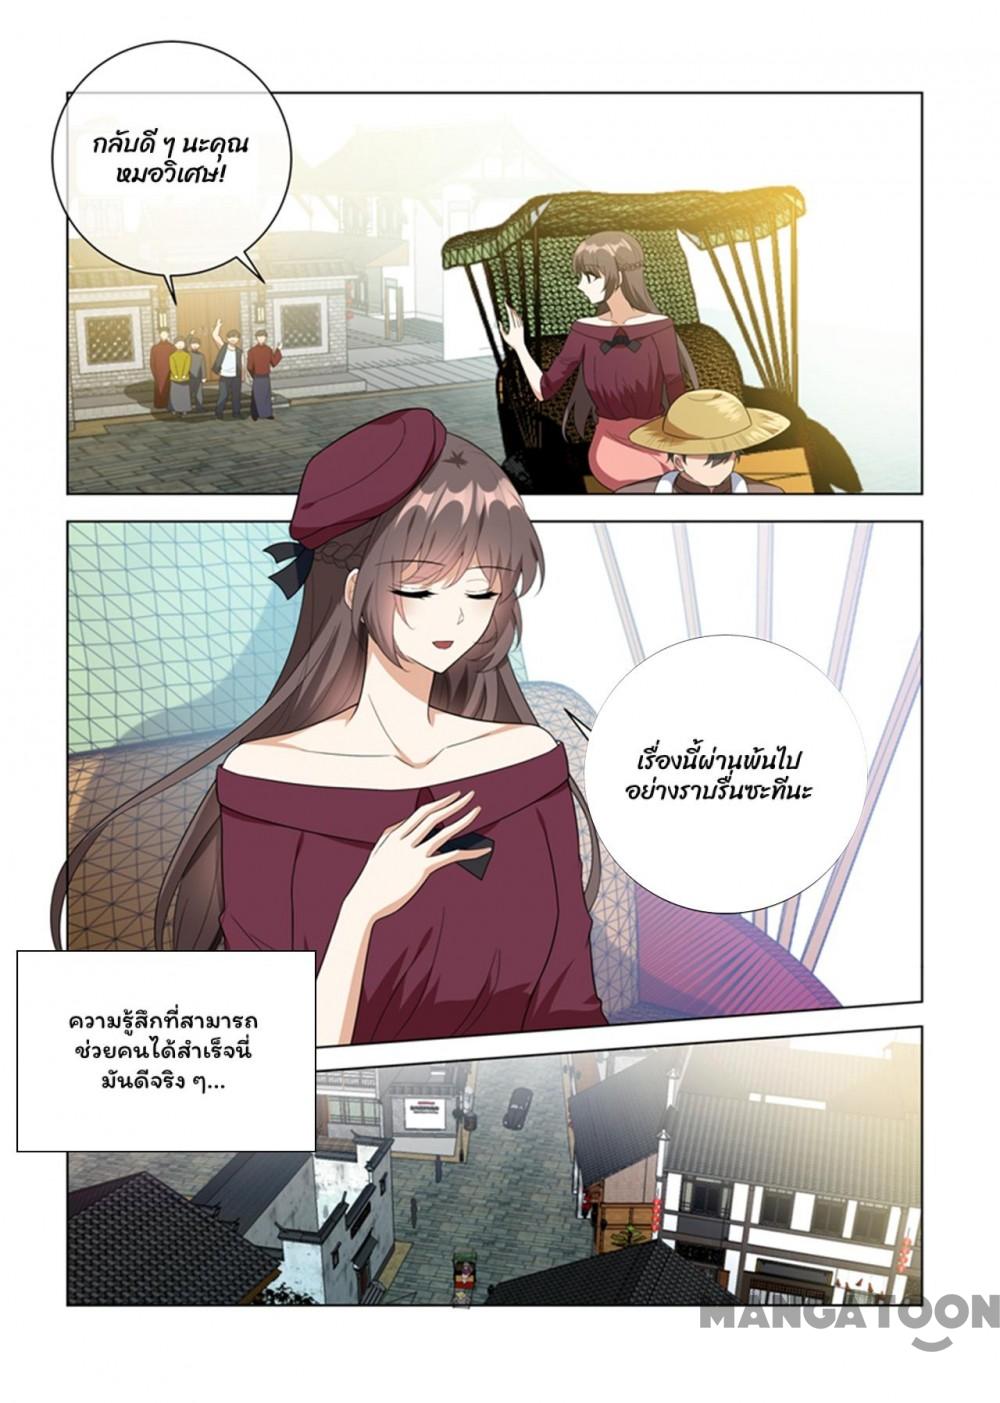 กลับดี ๆ นะคุณ
หมอวิเศษ!
เรื่องนี้ผ่านพ้นไป
อย่างราบรื่นซะทีนะ
ความรู้สึกที่สามารถ
ช่วยคนได้สำเร็จนี่
มันดีจริง ๆ...
MANGATOON